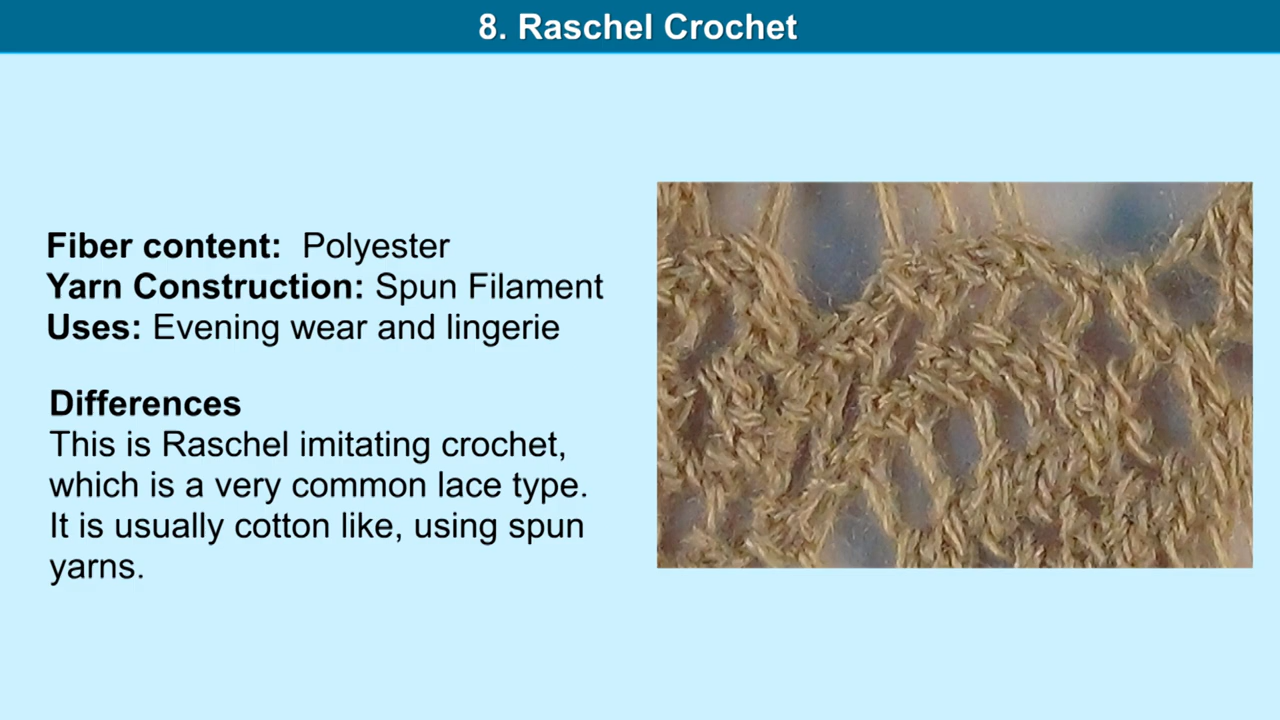 8. Raschel Crochet
Fiber content: Polyester
Yarn Construction: Spun Filament
Uses: Evening wear and lingerie
Differences
This is Raschel imitating crochet,
which is a very common lace type.
It is usually cotton like, using spun
yarns.